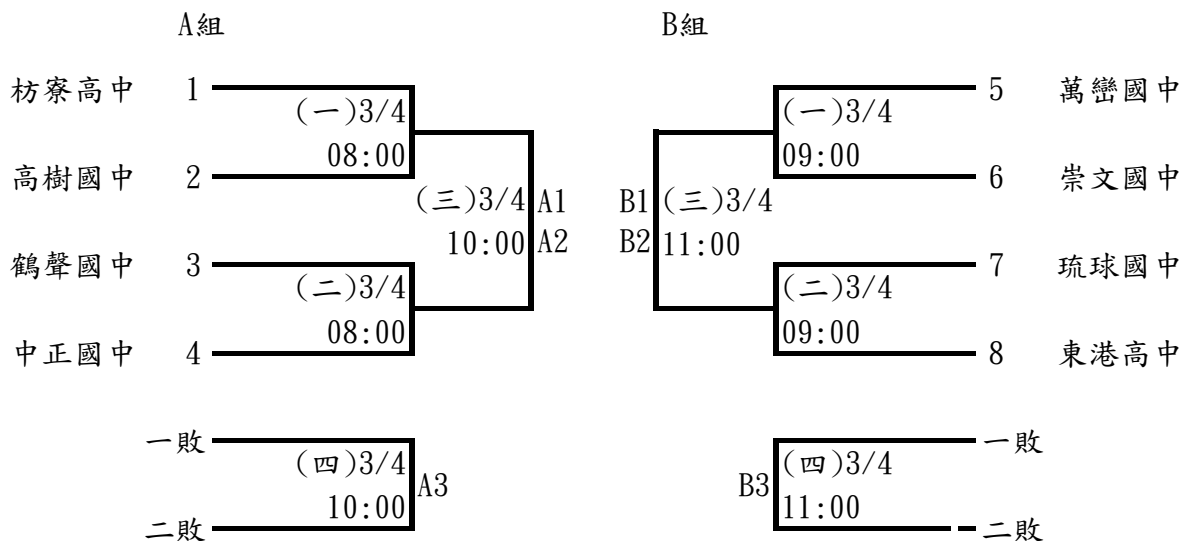 A組 B組
枋寮高中 1 5 萬巒國中
(一)3/4 (一)3/4
08:00 09:00
高樹國中 2 6 崇文國中
(三)3/4 A1 B1 (三)3/4
10:00 A2 B2 11:00
鶴聲國中 3 7 琉球國中
(二)3/4 (二)3/4
08:00 09:00
中正國中 4 8 東港高中
一敗 一敗
(四)3/4 (四)3/4
A3 B3
10:00 11:00
二敗 二敗